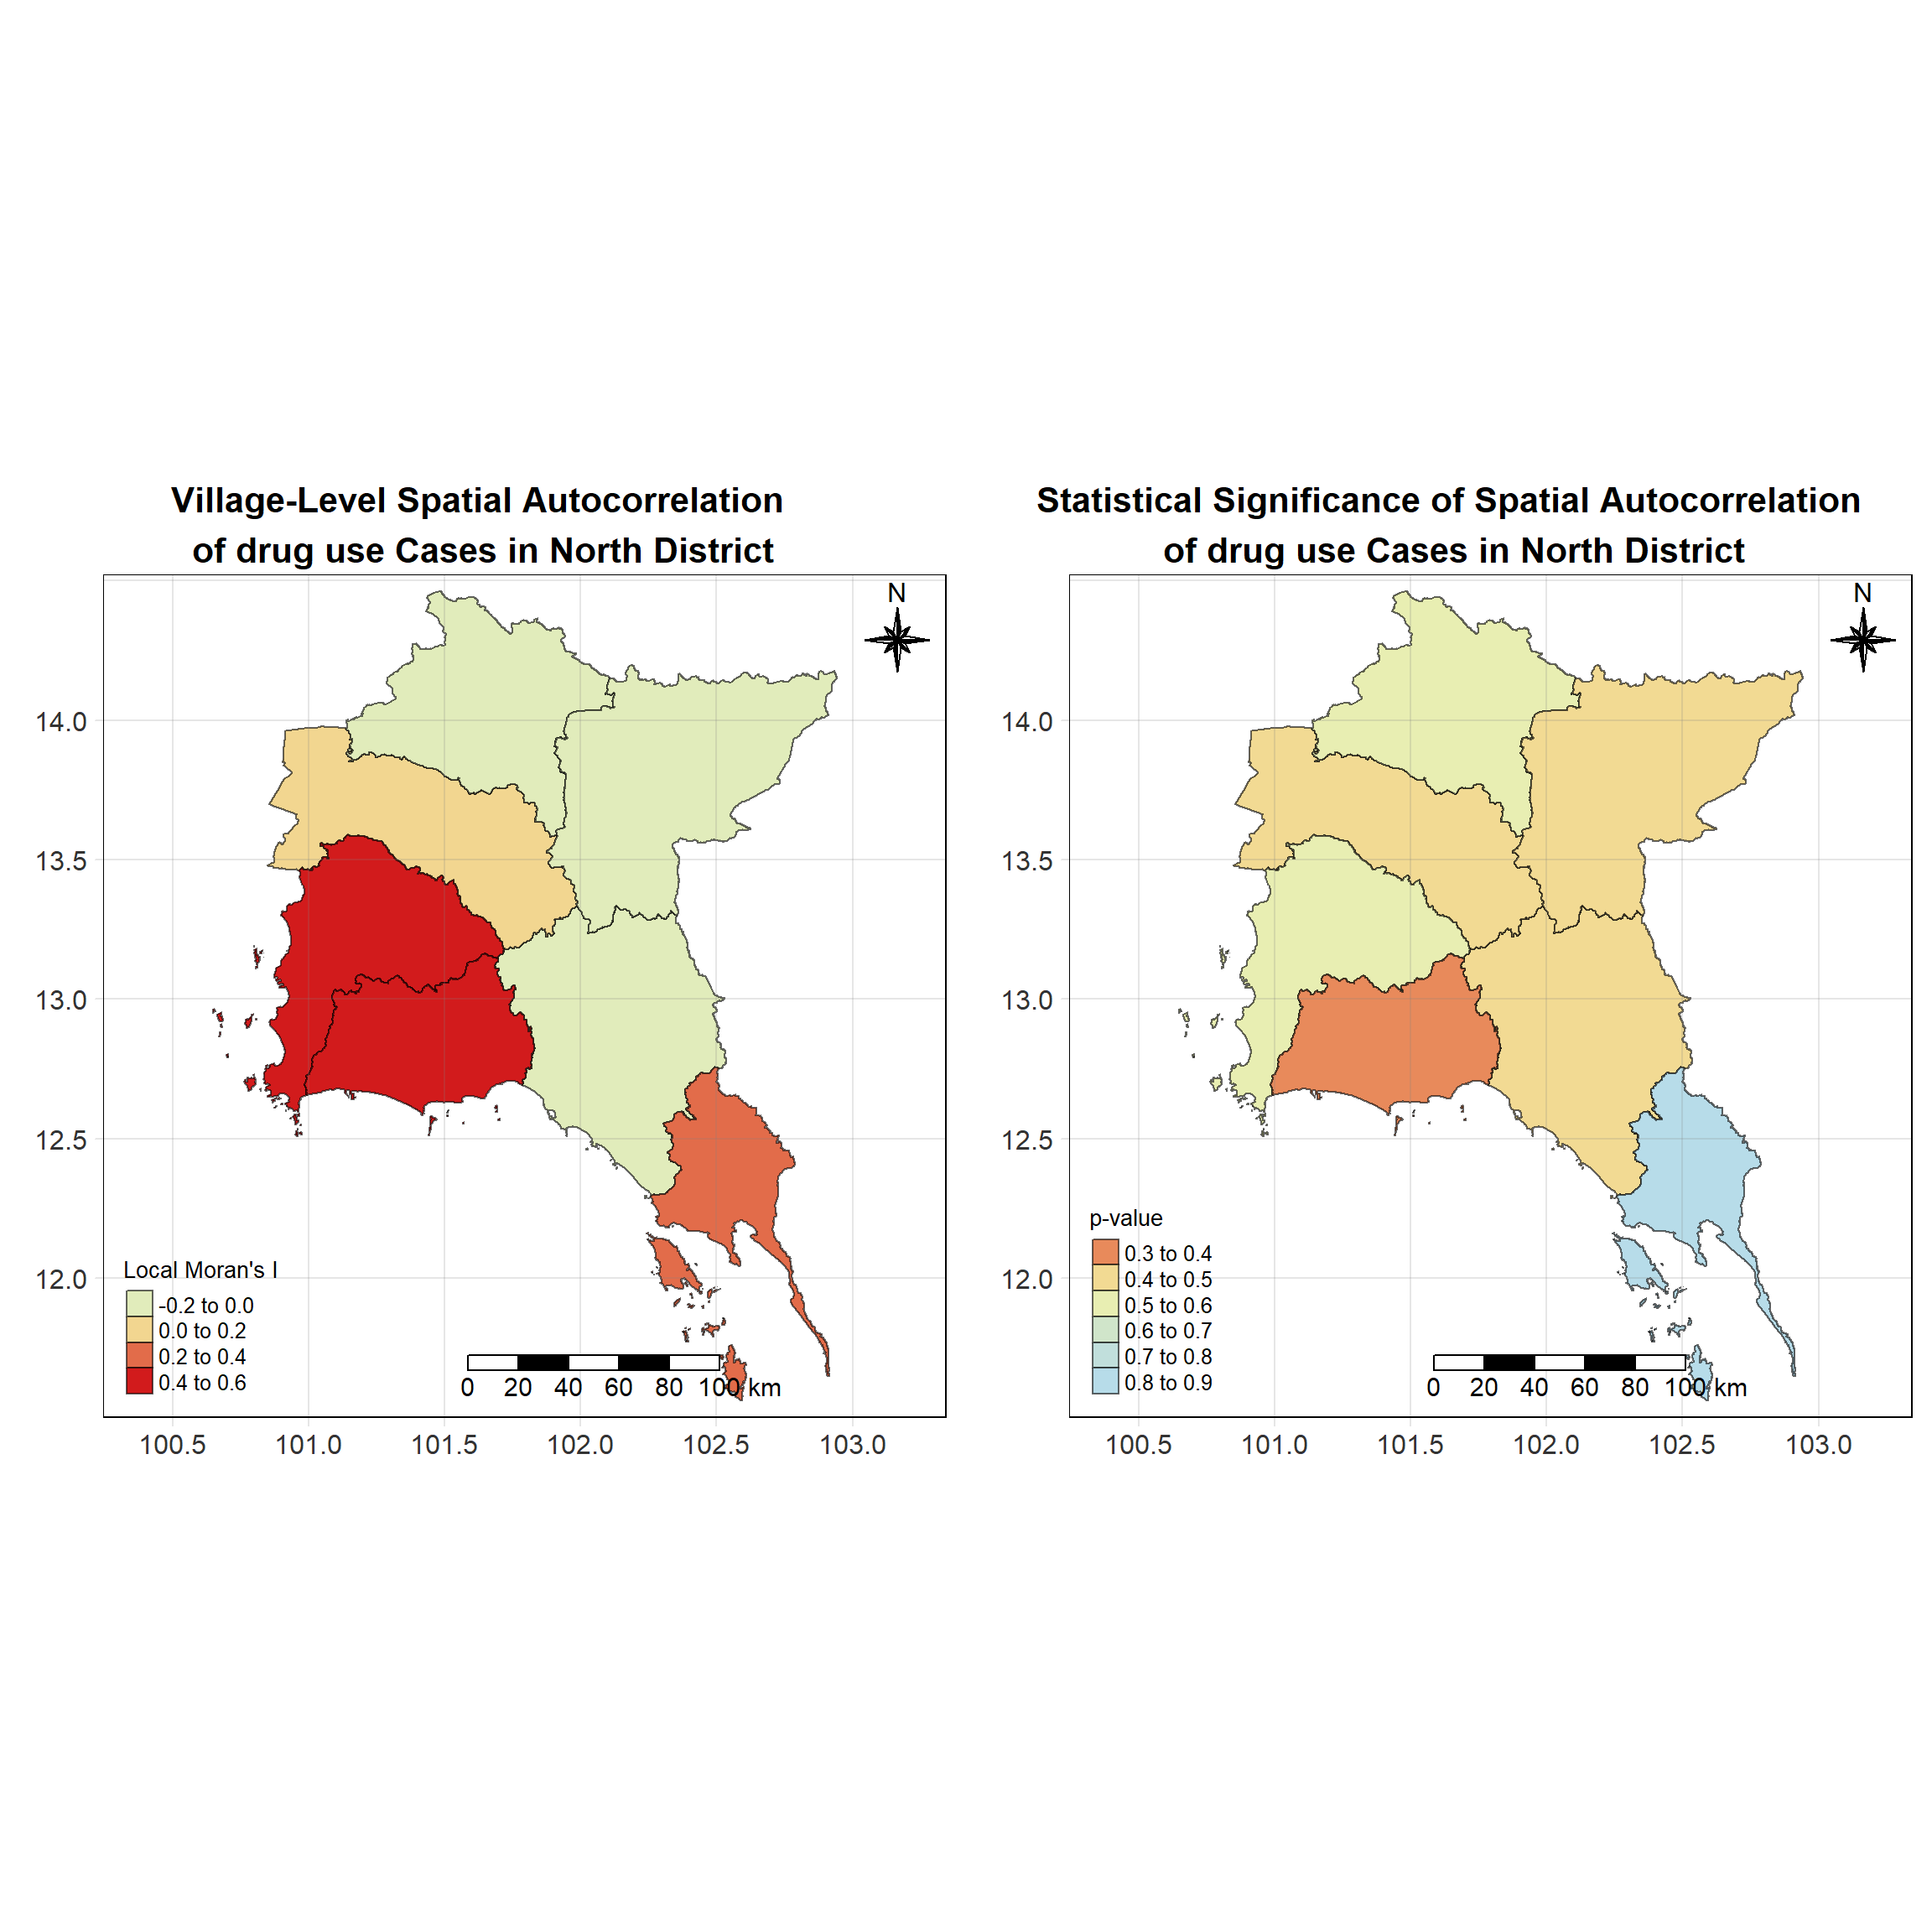 Village-Level Spatial Autocorrelation
of drug use Cases in North District
N
14.0
13.5
13.0
12.5
12.0
Local Moran's I
-0.2 to 0.0
0.0 to 0.2
0.2 to 0.4
0.4 to 0.6
0 20 40 60 80 100 km
100.5 101.0 101.5 102.0 102.5 103.0
Statistical Significance of Spatial Autocorrelation
of drug use Cases in North District
N
14.0
13.5
13.0
12.5
12.0
p-value
0.3 to 0.4
0.4 to 0.5
0.5 to 0.6
0.6 to 0.7
0.7 to 0.8
0.8 to 0.9
0 20 40 60 80 100 km
100.5 101.0 101.5 102.0 102.5 103.0